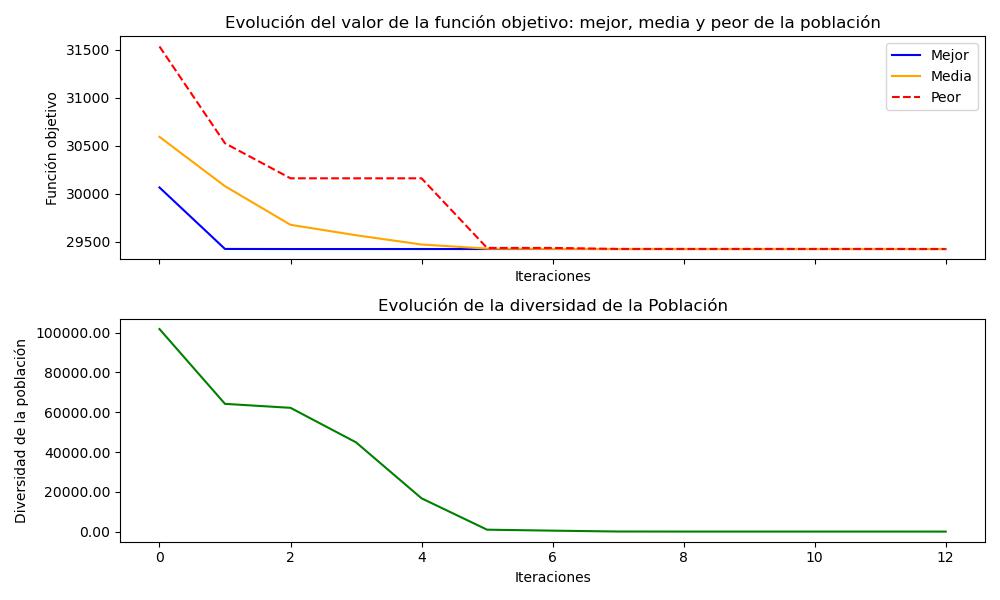 Evolución del valor de la función objetivo: mejor, media y peor de la población
31500
31000
30500
30000
29500
Función objetivo
Mejor
Media
Peor
Iteraciones
Evolución de la diversidad de la Población
100000.00
80000.00
60000.00
40000.00
20000.00
0.00
Diversidad de la población
0 2 4 6 8 10 12
Iteraciones